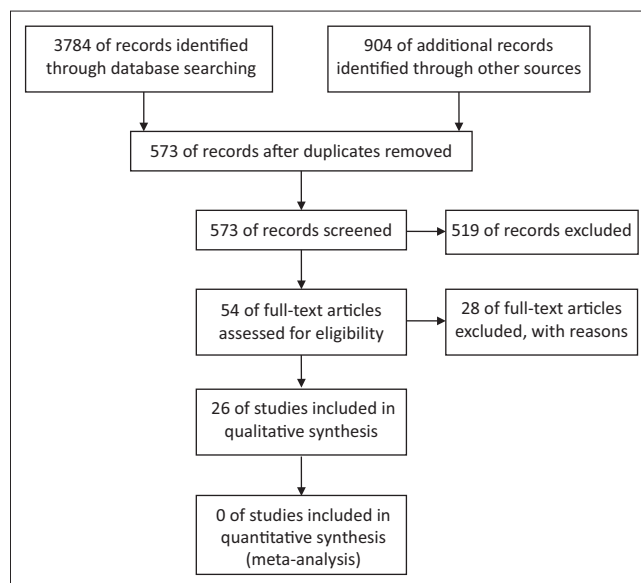 3784 of records identified
through database searching
904 of additional records
identified through other sources
573 of records after duplicates removed
573 of records screened
519 of records excluded
54 of full-text articles
assessed for eligibility
28 of full-text articles
excluded, with reasons
26 of studies included in
qualitative synthesis
0 of studies included in
quantitative synthesis
(meta-analysis)